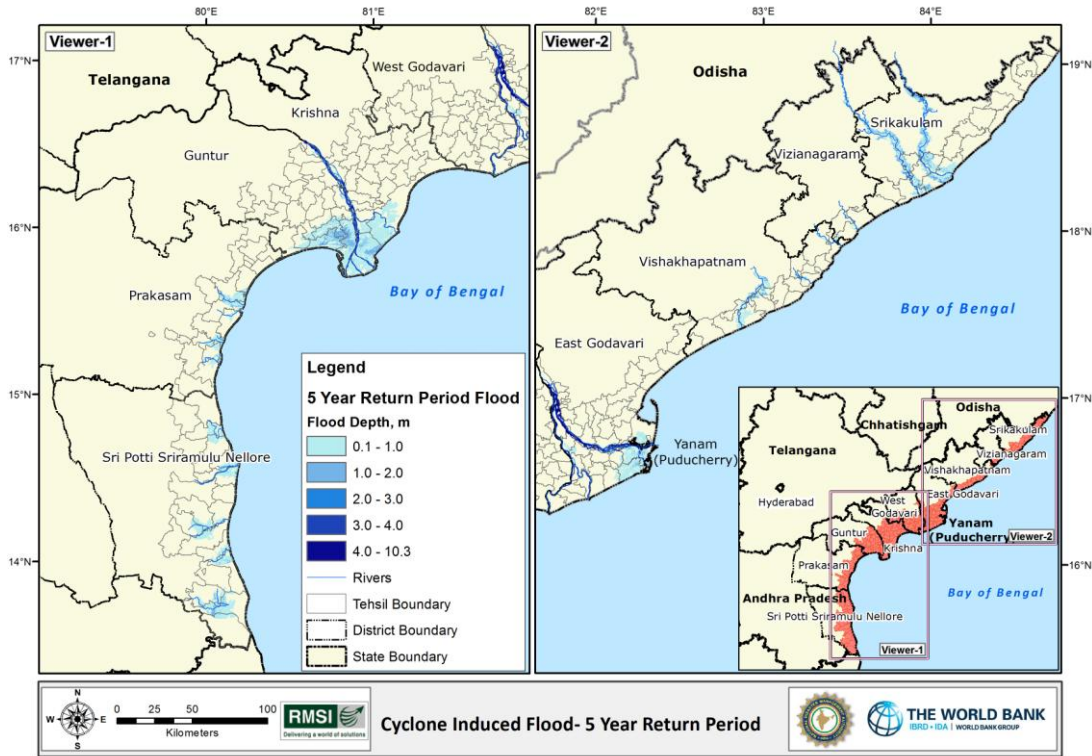 80°E
81°E
82°E
83°E
84°E
Viewer-1
Viewer-2
17°N
16°N
15°N
14°N
Telangana
West Godavari
Krishna
Guntur
Prakasam
Sri Potti Sriramulu Nellore
Bay of Bengal
Legend
5 Year Return Period Flood
Flood Depth, m
0.1 - 1.0
1.0 - 2.0
2.0 - 3.0
3.0 - 4.0
4.0 - 10.3
Rivers
Tehsil Boundary
District Boundary
State Boundary
19°N
18°N
17°N
16°N
Odisha
Srikakulam
Vizianagaram
Vishakhapatnam
Bay of Bengal
East Godavari
Yanam
(Puducherry)
Odisha
Chhatishgarh
Srikakulam
Telangana
Vizianagaram
Vishakhapatnam
Hyderabad
East Godavari
West
Godavari
Yanam
(Puducherry)
Guntur
Krishna
Viewer-2
Prakasam
Andhra Pradesh
Bay of Bengal
Sri Potti Sriramulu Nellore
Viewer-1
N
W E
S
0 25 50 100
Kilometers
RMSI
Delivering a world of solutions
Cyclone Induced Flood- 5 Year Return Period
THE WORLD BANK
IBRD • IDA | WORLD BANK GROUP